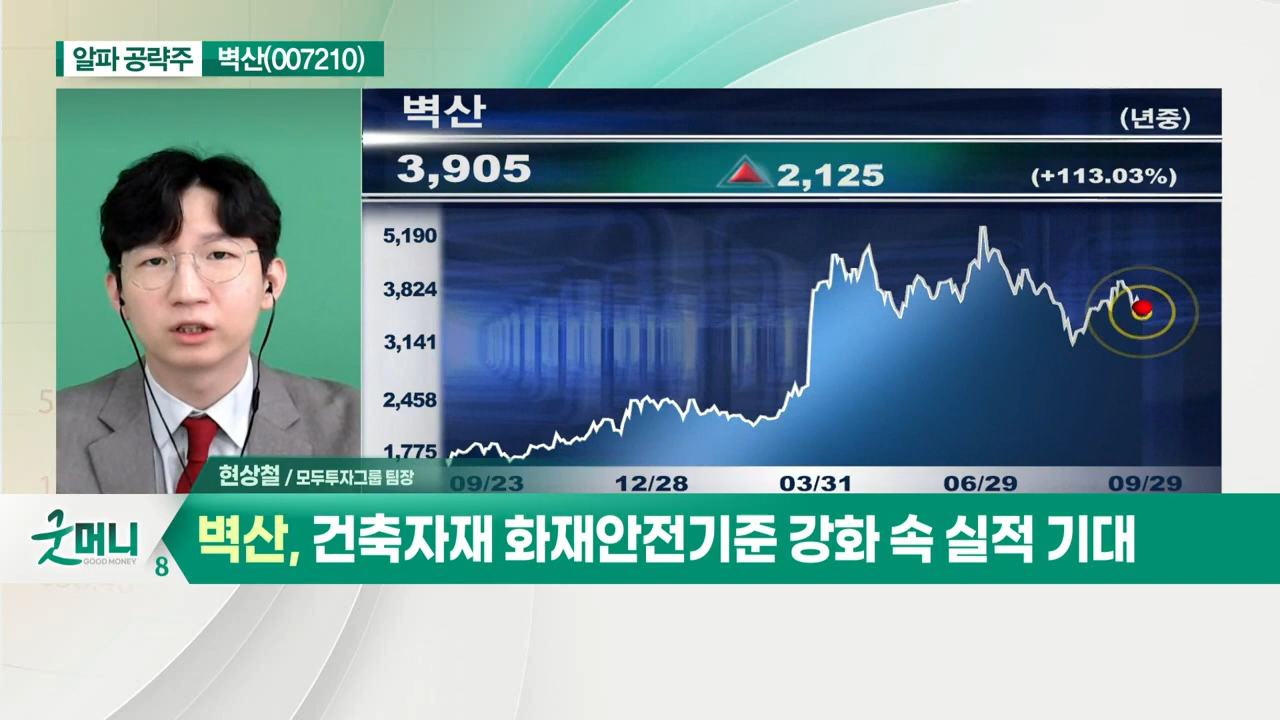 알파 공략주 벽산(007210)
벽산
(년중)
3,905 2,125 (+113.03%)
5,190
3,824
3,141
2,458
1,775
09/23 12/28 03/31 06/29 09/29
현상철 / 모두투자그룹 팀장
굿머니
GOOD MONEY
8
벽산, 건축자재 화재안전기준 강화 속 실적 기대